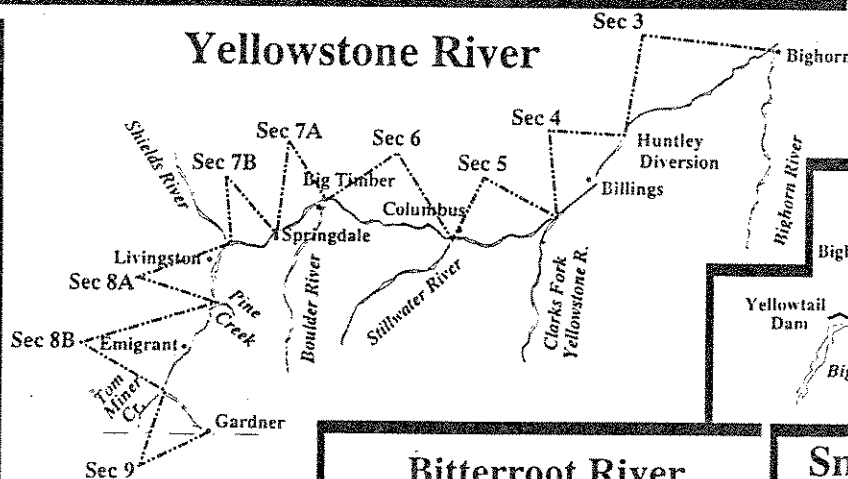 Yellowstone River
Sec 3
Bighorn
Sec 4
Huntley
Diversion
Shields River
Sec 7A
Sec 6
Sec 7B
Sec 5
Big Timber
Billings
Bighorn River
Columbus
Springdale
Livingston
Sec 8A
Pine
Creek
Boulder River
Stillwater River
Clarks Fork
Yellowstone R.
Yellowtail
Dam
Sec 8B
Emigrant
Tom
Miner
Cr.
Gardner
Sec 9
Bitterroot River